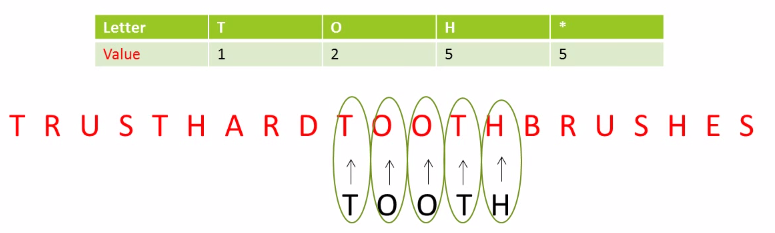 Letter T O H *
Value 1 2 5 5
T R U S T H A R D T O O T H B R U S H E S
T O O T H